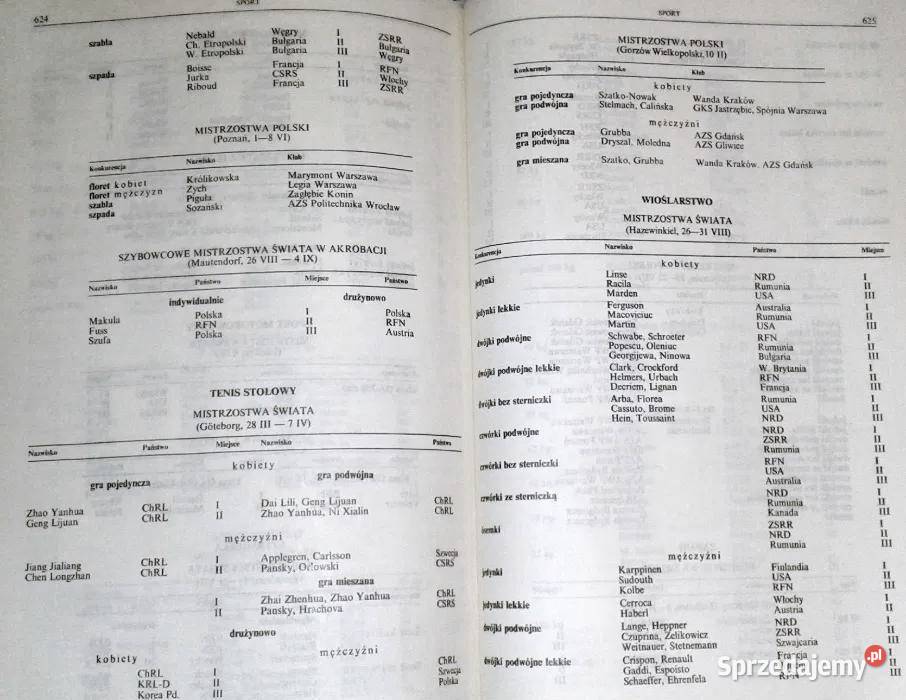 624 SPORT
szabla Nebald Węgry I ZSRR
Ch. Etropolski Bułgaria II Bułgaria
W. Etropolski Bułgaria III Węgry
szpada Boisse Francja I RFN
Jurka CSRS II Włochy
Riboud Francja III ZSRR
MISTRZOSTWA POLSKI
(Poznań, 1—8 VI)
Konkurencja Nazwisko Klub
floret kobiet Królikowska Marymont Warszawa
floret mężczyzn Zych Legia Warszawa
szabla Piguła Zagłębie Konin
szpada Sozański AZS Politechnika Wrocław
SZYBOWCOWE MISTRZOSTWA ŚWIATA W AKROBACJI
(Mautendorf, 26 VIII — 4 IX)
Nazwisko Państwo Miejsce Państwo
indywidualnie drużynowo
Makula Polska I Polska
Fuss RFN II RFN
Szufa Polska III Austria
TENIS STOŁOWY
MISTRZOSTWA ŚWIATA
(Göteborg, 28 III — 7 IV)
Nazwisko Państwo Miejsce Nazwisko Państwo
kobiety
gra pojedyncza gra podwójna
Zhao Yanhua ChRL I Dai Lili, Geng Lijuan ChRL
Geng Lijuan ChRL II Zhao Yanhua, Ni Xialin ChRL
mężczyźni
Jiang Jialiang ChRL I Applegren, Carlsson Szwecja
Chen Longzhan ChRL II Pansky, Orłowski CSRS
gra mieszana
I Zhai Zhenhua, Zhao Yanhua ChRL
II Pansky, Hrachova CSRS
drużynowo
kobiety mężczyźni
ChRL I ChRL
KRL-D II Szwecja
Korea Pd. III Polska
SPORT 625
MISTRZOSTWA POLSKI
(Gorzów Wielkopolski, 10 II)
Konkurencja Nazwisko Klub
kobiety
gra pojedyncza Szatko-Nowak Wanda Kraków
gra podwójna Stelmach, Calińska GKS Jastrzębie, Spójnia Warszawa
mężczyźni
gra pojedyncza Grubba AZS Gdańsk
gra podwójna Dryszal, Molodna AZS Gliwice
gra mieszana Szatko, Grubba Wanda Kraków, AZS Gdańsk
WIOŚLARSTWO
MISTRZOSTWA ŚWIATA
(Hazewinkiel, 26—31 VIII)
Konkurencja Nazwisko Państwo Miejsce
kobiety
jedynki Linse NRD I
Racila Rumunia II
Marden USA III
jedynki lekkie Ferguson Australia I
Macoviciuc Rumunia II
Martin USA III
dwójki podwójne Schwabe, Schroeter RFN I
Popescu, Oleniuc Rumunia II
Georgijewa, Ninowa Bułgaria III
dwójki podwójne lekkie Clark, Crockford W. Brytania I
Helmers, Urbach RFN II
Decriem, Lignan Francja III
dwójki bez sterniczki Arba, Florea Rumunia I
Cassuto, Brome USA II
Hein, Toussaint NRD III
czwórki podwójne NRD I
ZSRR II
Rumunia III
czwórki bez sterniczki RFN I
USA II
Australia III
czwórki ze sterniczką NRD I
Rumunia II
Kanada III
ósemki ZSRR I
NRD II
Rumunia III
mężczyźni
jedynki Karppinen Finlandia I
Sudouth USA II
Kolbe RFN III
jedynki lekkie Cerroca Włochy I
Haberl Austria II
dwójki podwójne Lange, Heppner NRD I
Czuprina, Zelikowicz ZSRR II
Weitnauer, Stetnemann Szwajcaria III
dwójki podwójne lekkie Crispon, Renault Francja I
Gaddi, Esposito II
Schaeffer, Ehrenfela RFN III
Sprzedajemy.pl